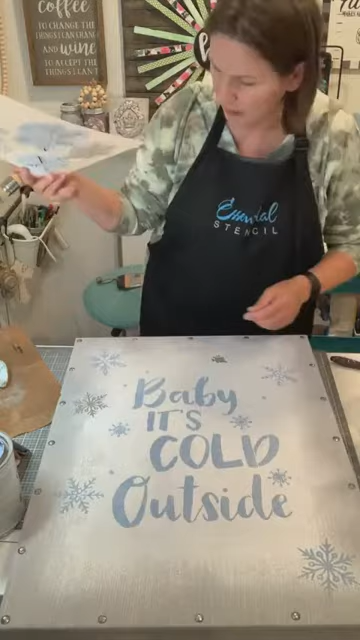 coffee
TO CHANGE
THE THINGS I CAN CHANGE
AND wine
TO ACCEPT THE
THINGS I CAN'T
Essential
STENCIL
Baby
IT'S
COLD
Outside